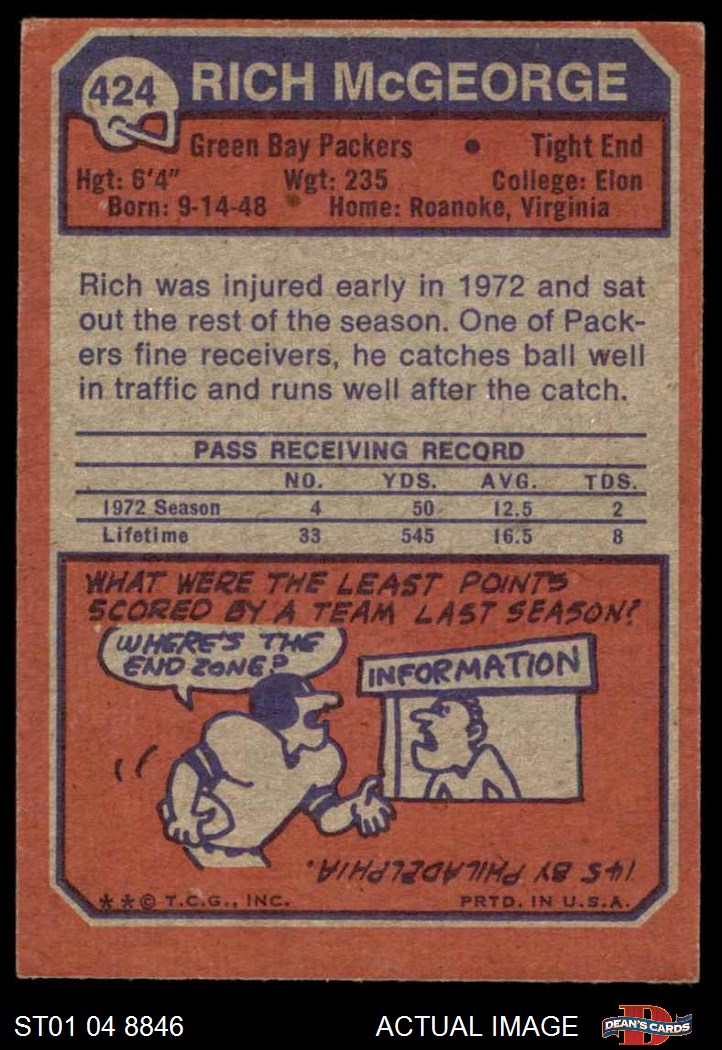 424
RICH McGEORGE
Green Bay Packers • Tight End
Hgt: 6'4" Wgt: 235 College: Elon
Born: 9-14-48 Home: Roanoke, Virginia
Rich was injured early in 1972 and sat
out the rest of the season. One of Pack-
ers fine receivers, he catches ball well
in traffic and runs well after the catch.
PASS RECEIVING RECORD
NO. YDS. AVG. TDS.
1972 Season 4 50 12.5 2
Lifetime 33 545 16.5 8
WHAT WERE THE LEAST POINTS
SCORED BY A TEAM LAST SEASON?
WHERE'S THE
END ZONE?
INFORMATION
145 BY PHILADELPHIA.
**© T.C.G., INC. PRTD. IN U.S.A.
ST01 04 8846 ACTUAL IMAGE
D
DEAN'S CARDS